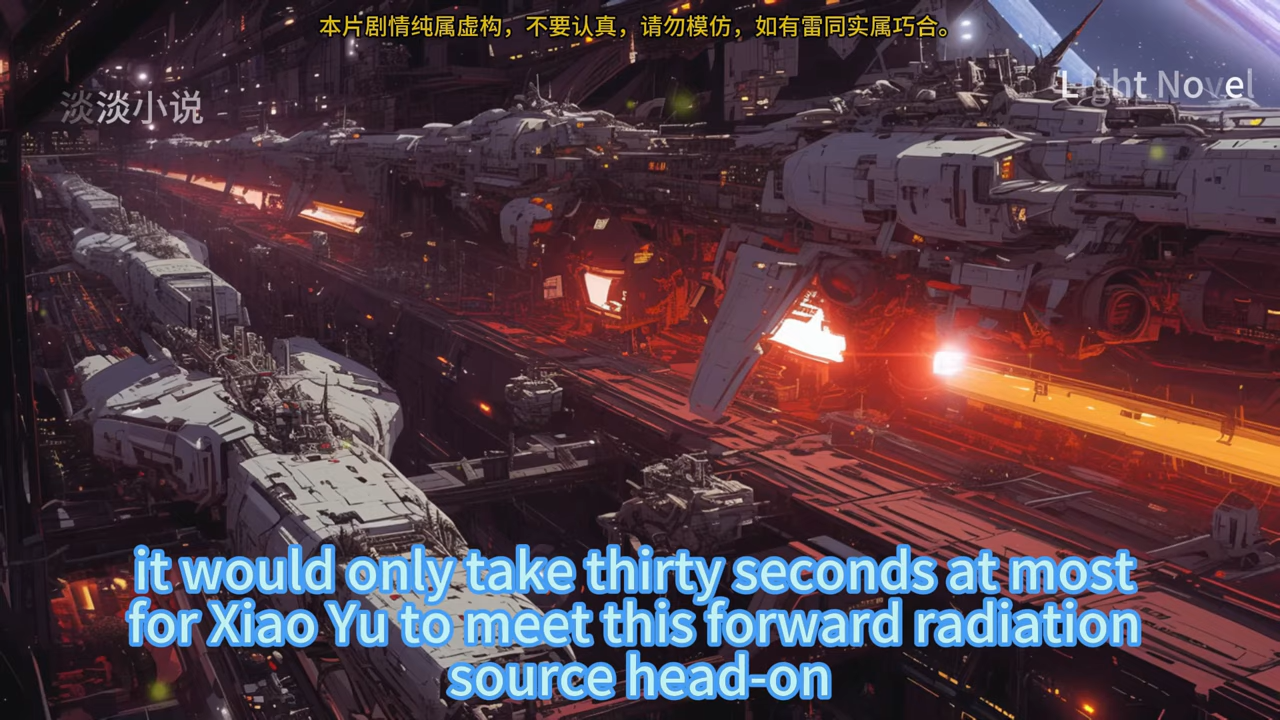 本片剧情纯属虚构，不要认真，请勿模仿，如有雷同实属巧合。
淡淡小说
Light Novel
it would only take thirty seconds at most
for Xiao Yu to meet this forward radiation
source head-on